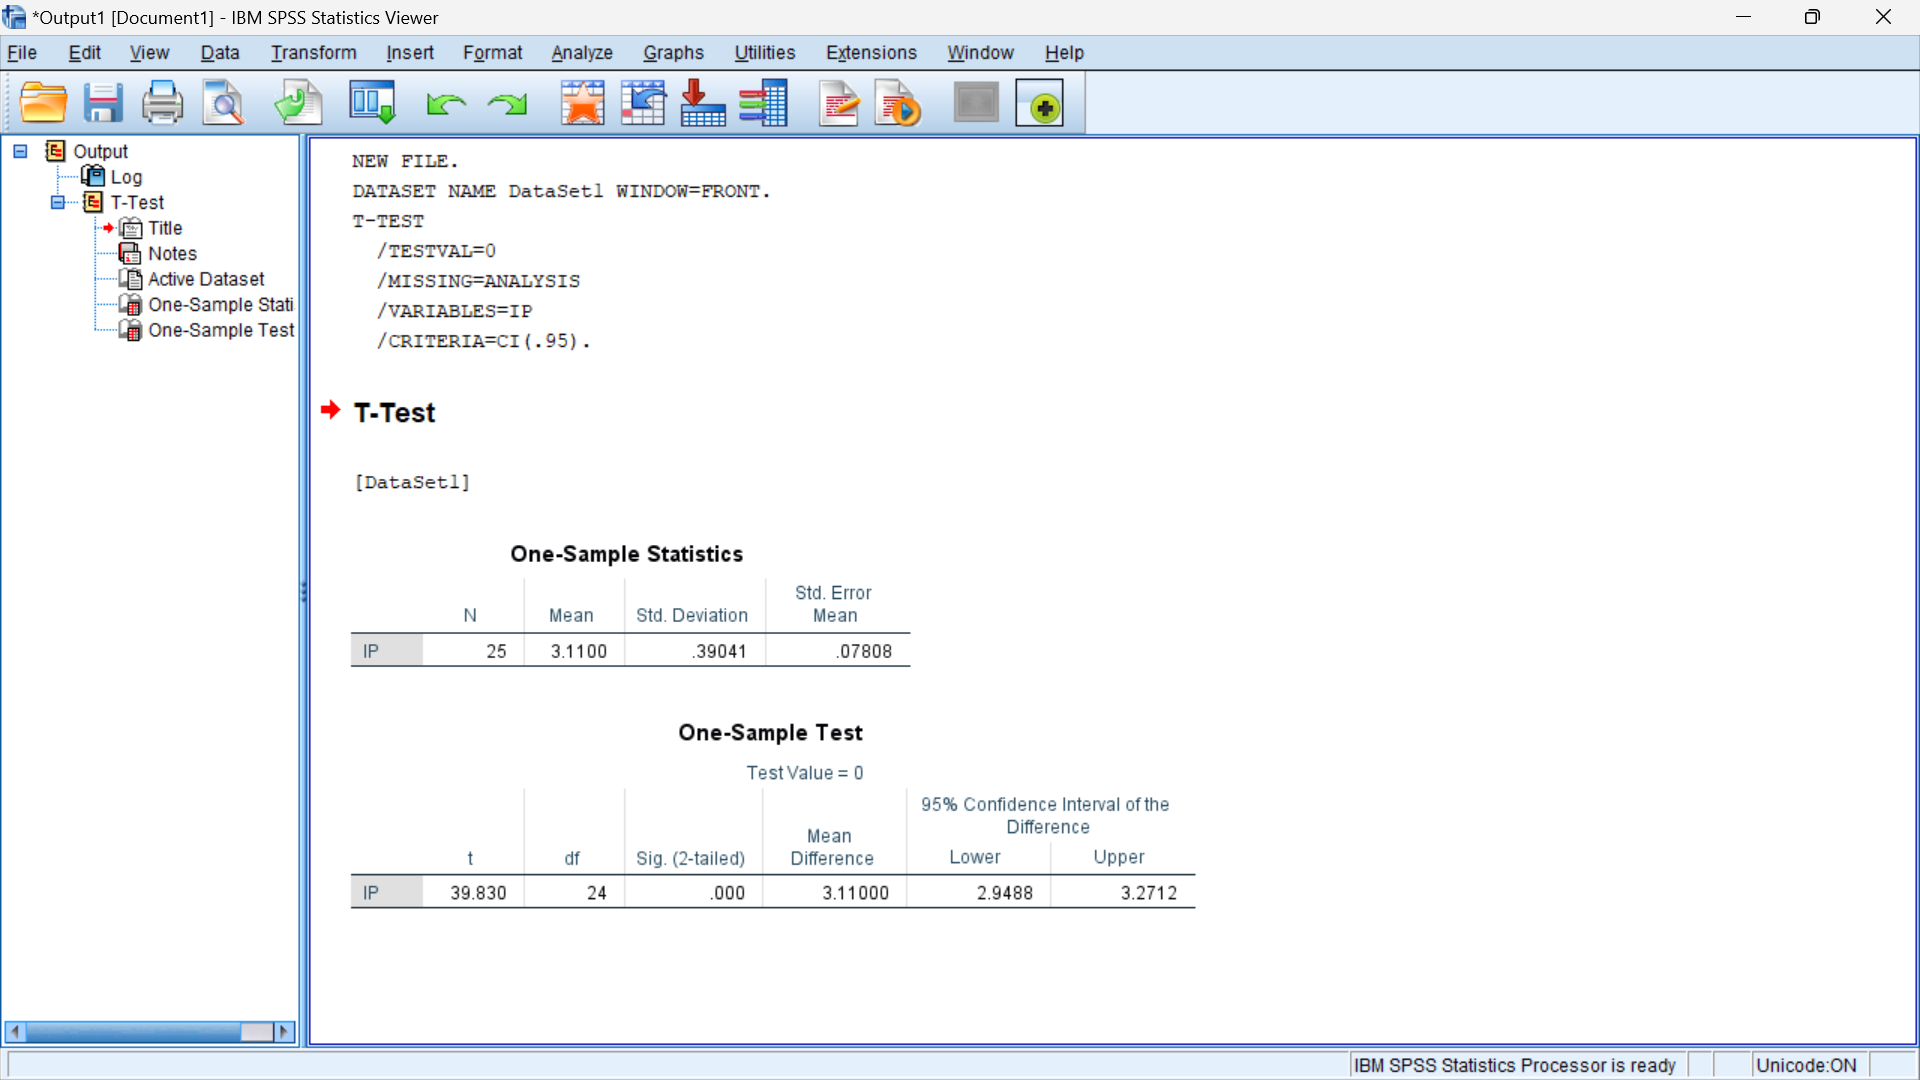 *Output1 [Document1] - IBM SPSS Statistics Viewer
File Edit View Data Transform Insert Format Analyze Graphs Utilities Extensions Window Help
Output
Log
T-Test
Title
Notes
Active Dataset
One-Sample Stati
One-Sample Test
NEW FILE.
DATASET NAME DataSet1 WINDOW=FRONT.
T-TEST
/TESTVAL=0
/MISSING=ANALYSIS
/VARIABLES=IP
/CRITERIA=CI(.95).
T-Test
[DataSet1]
One-Sample Statistics
N Mean Std. Deviation Std. Error Mean
IP 25 3.1100 .39041 .07808
One-Sample Test
Test Value = 0
95% Confidence Interval of the Difference
t df Sig. (2-tailed) Mean Difference Lower Upper
IP 39.830 24 .000 3.11000 2.9488 3.2712
IBM SPSS Statistics Processor is ready Unicode:ON